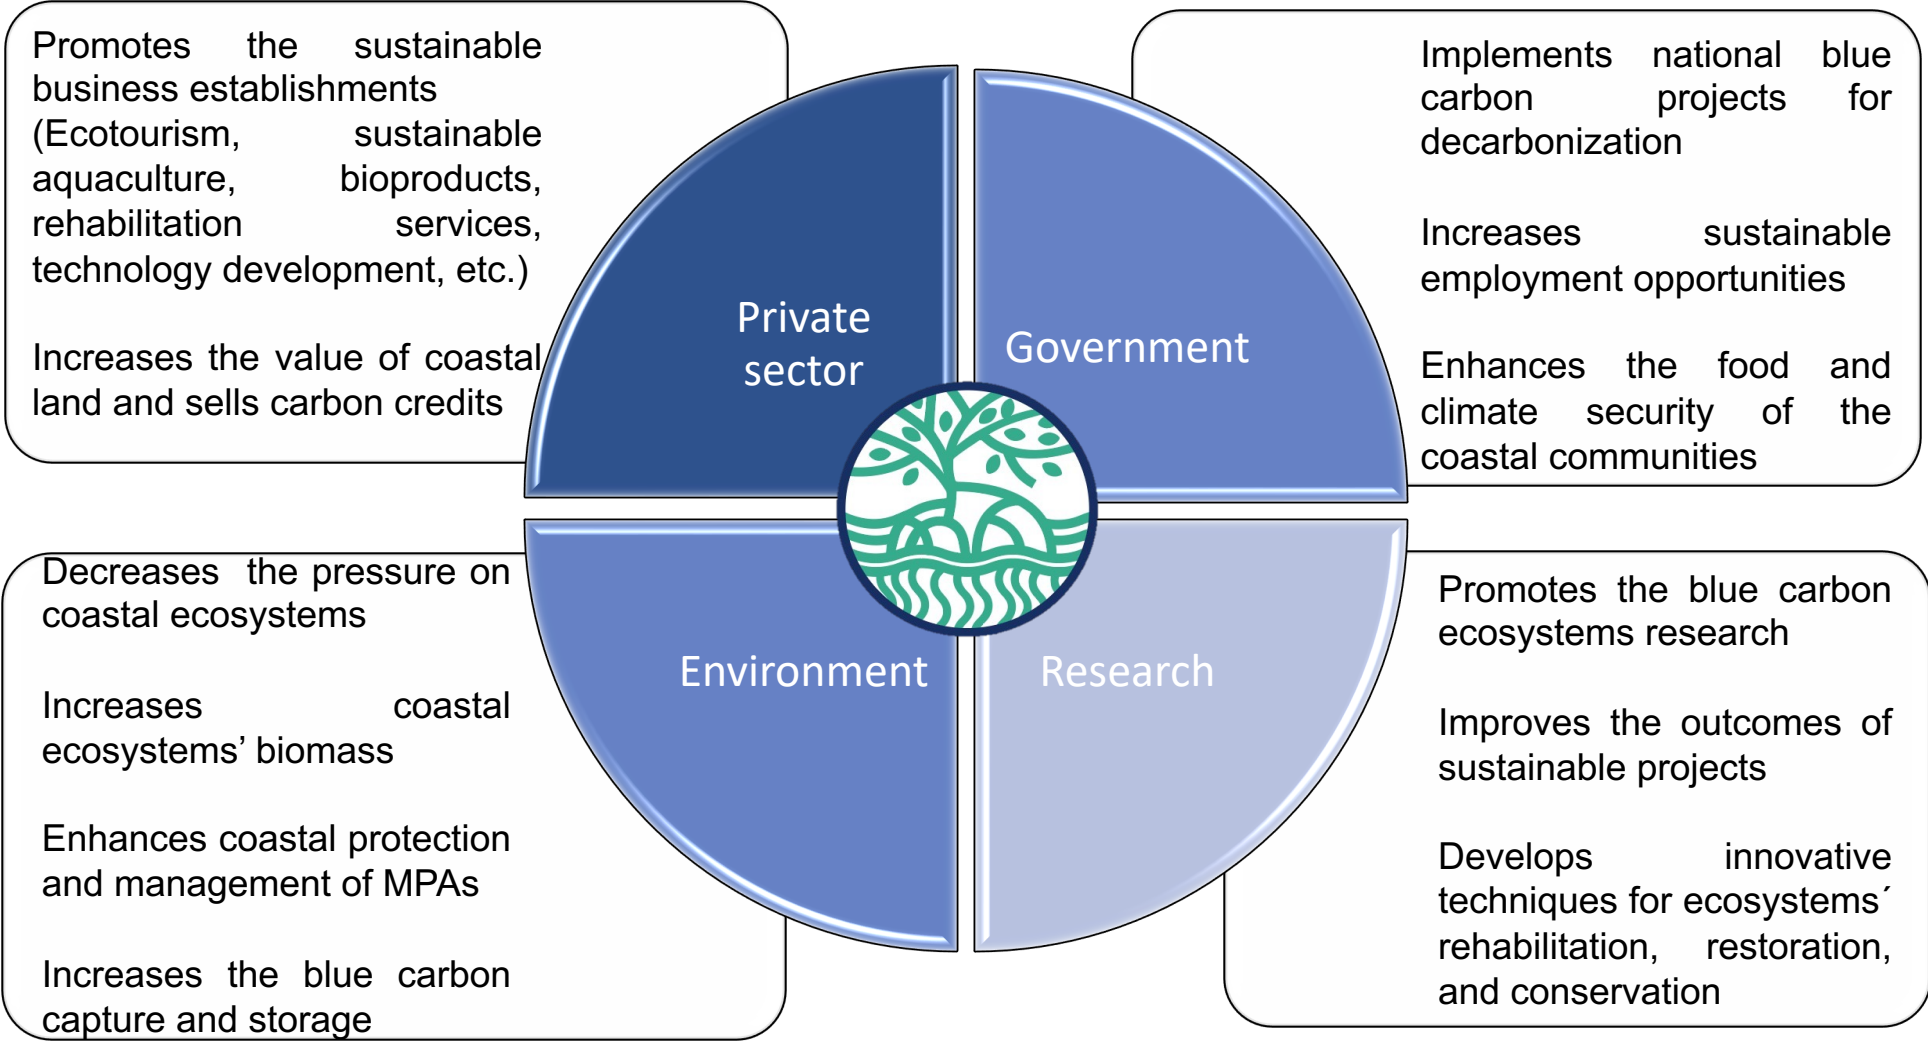 Promotes the sustainable
business establishments
(Ecotourism, sustainable
aquaculture, bioproducts,
rehabilitation services,
technology development, etc.)
Increases the value of coastal
land and sells carbon credits
Private
sector
Government
Implements national blue
carbon projects for
decarbonization
Increases sustainable
employment opportunities
Enhances the food and
climate security of the
coastal communities
Decreases the pressure on
coastal ecosystems
Increases coastal
ecosystems’ biomass
Enhances coastal protection
and management of MPAs
Increases the blue carbon
capture and storage
Environment
Research
Promotes the blue carbon
ecosystems research
Improves the outcomes of
sustainable projects
Develops innovative
techniques for ecosystems´
rehabilitation, restoration,
and conservation